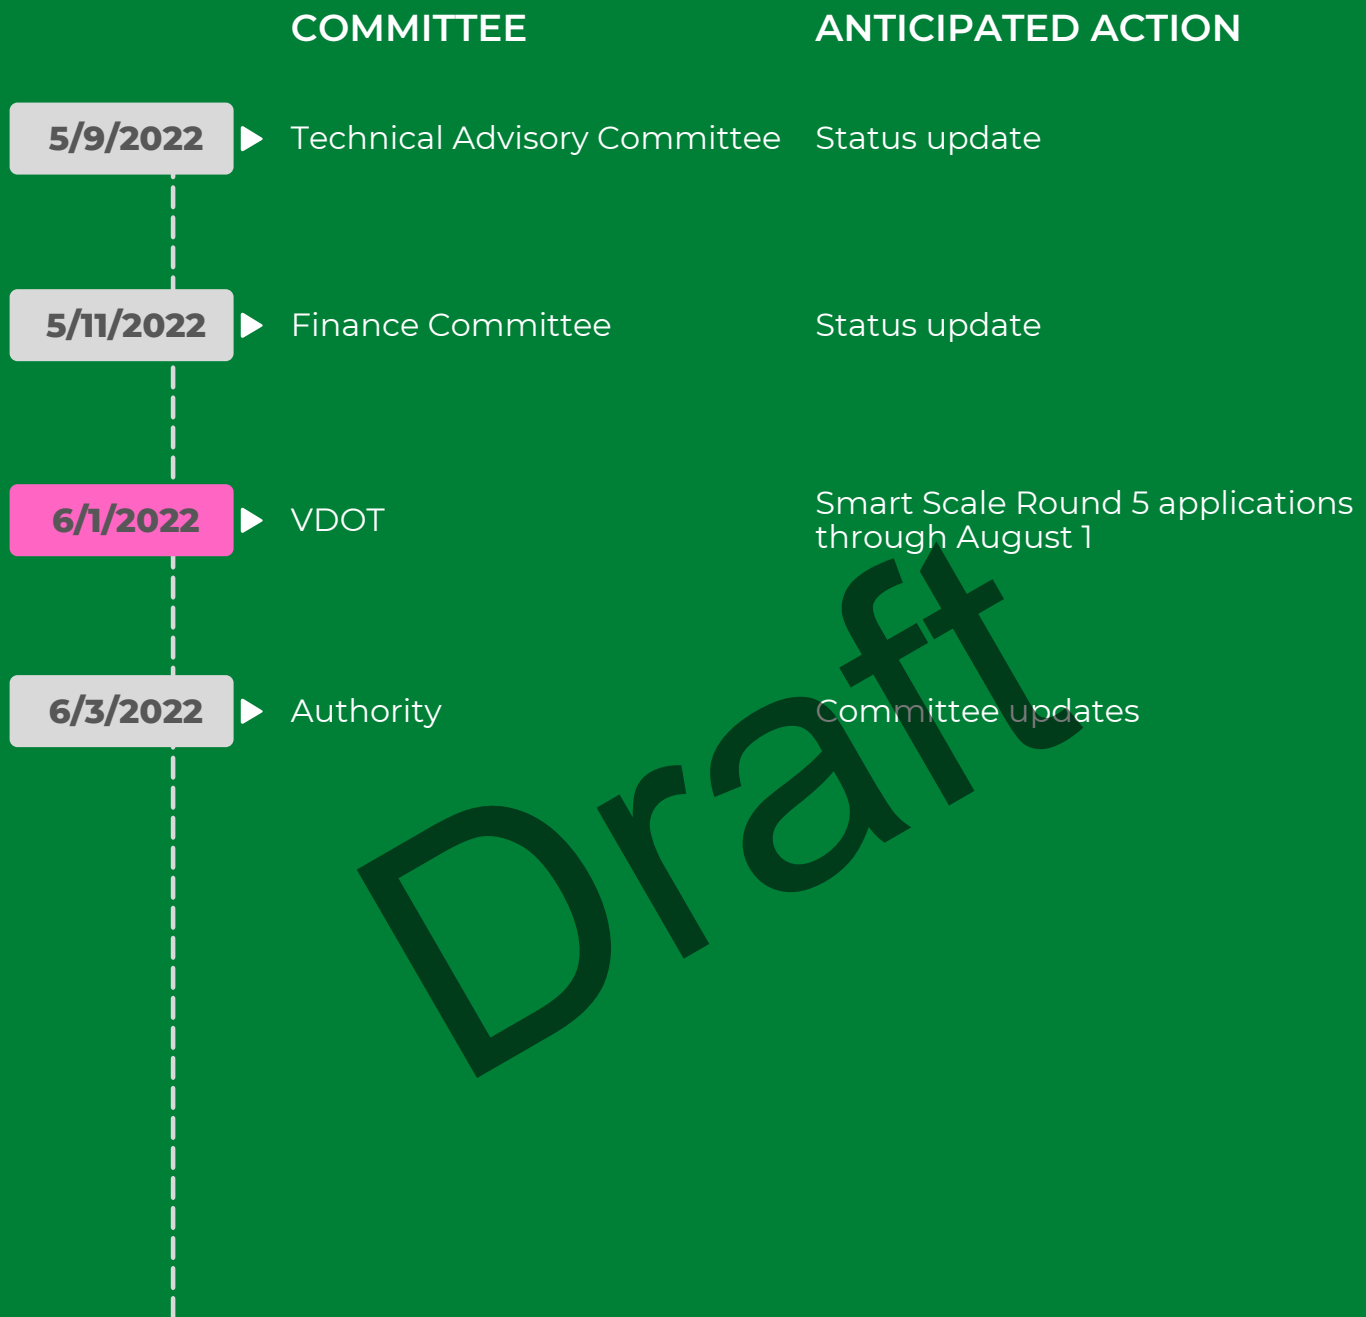 COMMITTEE ANTICIPATED ACTION
5/9/2022 Technical Advisory Committee Status update
5/11/2022 Finance Committee Status update
6/1/2022 VDOT Smart Scale Round 5 applications
through August 1
6/3/2022 Authority Committee updates
Draft